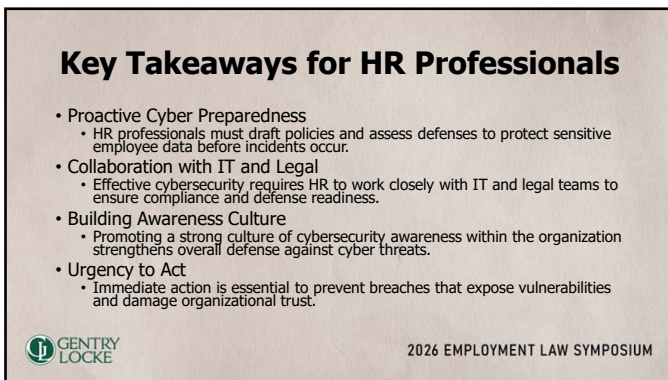 Key Takeaways for HR Professionals
• Proactive Cyber Preparedness
• HR professionals must draft policies and assess defenses to protect sensitive
employee data before incidents occur.
• Collaboration with IT and Legal
• Effective cybersecurity requires HR to work closely with IT and legal teams to
ensure compliance and defense readiness.
• Building Awareness Culture
• Promoting a strong culture of cybersecurity awareness within the organization
strengthens overall defense against cyber threats.
• Urgency to Act
• Immediate action is essential to prevent breaches that expose vulnerabilities
and damage organizational trust.
GENTRY
LOCKE
2026 EMPLOYMENT LAW SYMPOSIUM